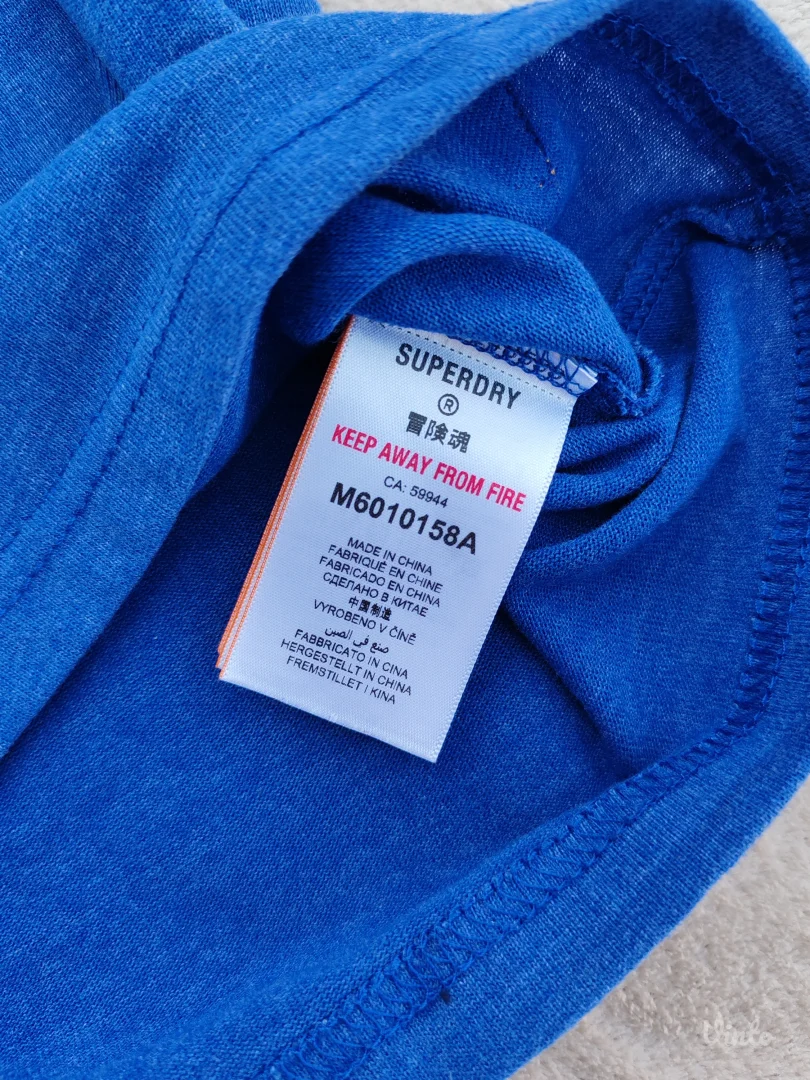 SUPERDRY
®
冒険魂
KEEP AWAY FROM FIRE
CA: 59944
M6010158A
MADE IN CHINA
FABRIQUÉ EN CHINE
FABRICADO EN CHINA
СДЕЛАНО В КИТАЕ
中国制造
VYROBENO V ČÍNĚ
صنع في الصين
FABBRICATO IN CINA
HERGESTELLT IN CHINA
FREMSTILLET I KINA